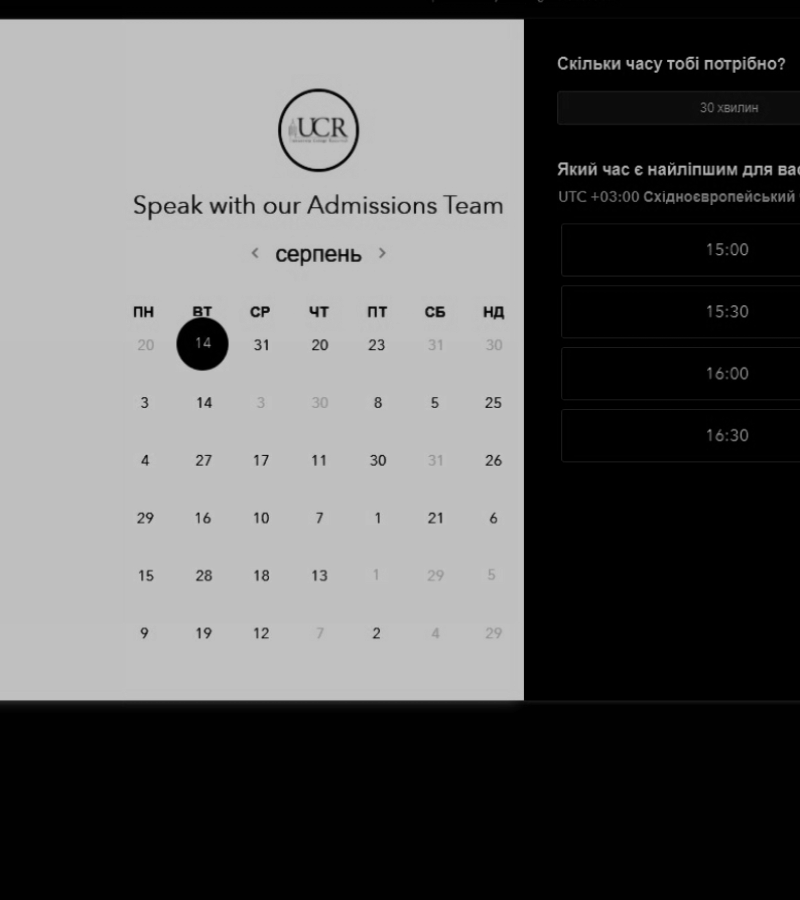 UCR
Speak with our Admissions Team
< серпень >
ПН ВТ СР ЧТ ПТ СБ НД
20 14 31 20 23 31 30
3 14 3 30 8 5 25
4 27 17 11 30 31 26
29 16 10 7 1 21 6
15 28 18 13 1 29 5
9 19 12 7 2 4 29
Скільки часу тобі потрібно?
30 хвилин
Який час є найліпшим для вас
UTC +03:00 Східноєвропейський
15:00
15:30
16:00
16:30